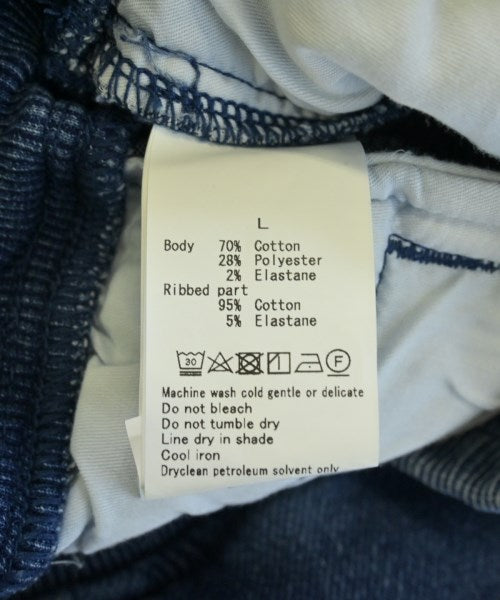 L
Body 70% Cotton
28% Polyester
2% Elastane
Ribbed part
95% Cotton
5% Elastane
30 F
Machine wash cold gentle or delicate
Do not bleach
Do not tumble dry
Line dry in shade
Cool iron
Dryclean petroleum solvent only